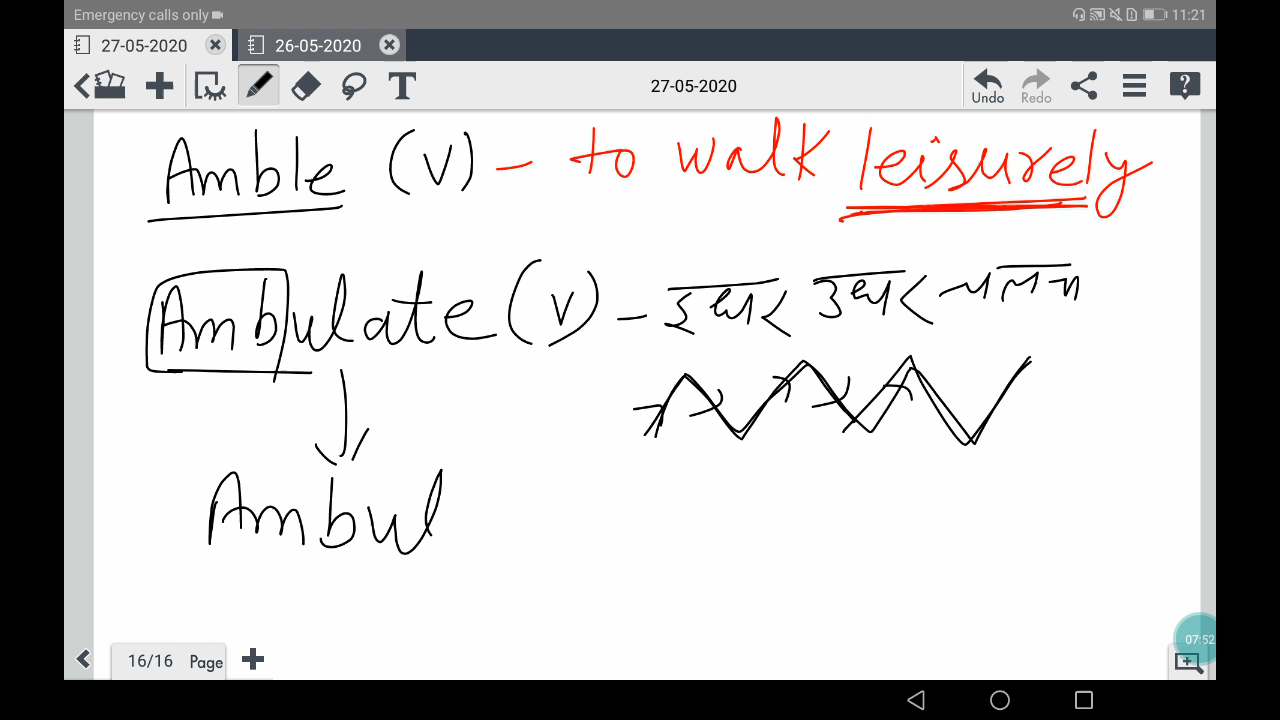 Emergency calls only 11:21
27-05-2020 26-05-2020
T 27-05-2020 Undo Redo
Amble (V) - to walk leisurely
Ambulate (V) - इधर उधर चलना
Ambul
07:52
16/16 Page